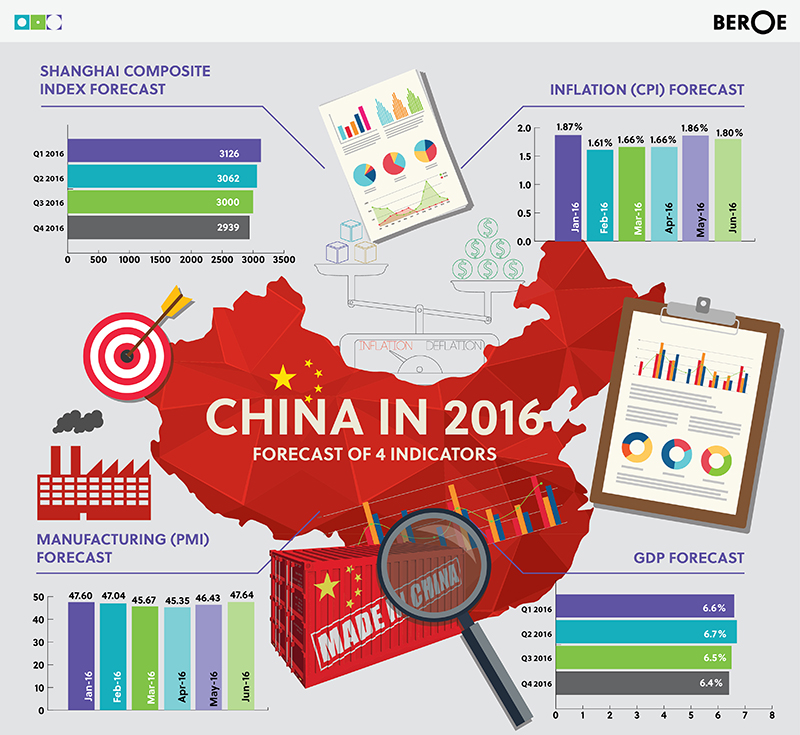 BEROE
SHANGHAI COMPOSITE
INDEX FORECAST
Q1 2016 3126
Q2 2016 3062
Q3 2016 3000
Q4 2016 2939
0 500 1000 1500 2000 2500 3000 3500
INFLATION (CPI) FORECAST
2.0
1.5
1.0
0.5
0.0
1.87% 1.61% 1.66% 1.66% 1.86% 1.80%
Jan-16 Feb-16 Mar-16 Apr-16 May-16 Jun-16
$
$ $
$ $ $
INFLATION DEFLATION
CHINA IN 2016
FORECAST OF 4 INDICATORS
MANUFACTURING (PMI)
FORECAST
50
40
30
20
10
0
47.60 47.04 45.67 45.35 46.43 47.64
Jan-16 Feb-16 Mar-16 Apr-16 May-16 Jun-16
MADE IN CHINA
GDP FORECAST
Q1 2016 6.6%
Q2 2016 6.7%
Q3 2016 6.5%
Q4 2016 6.4%
0 1 2 3 4 5 6 7 8